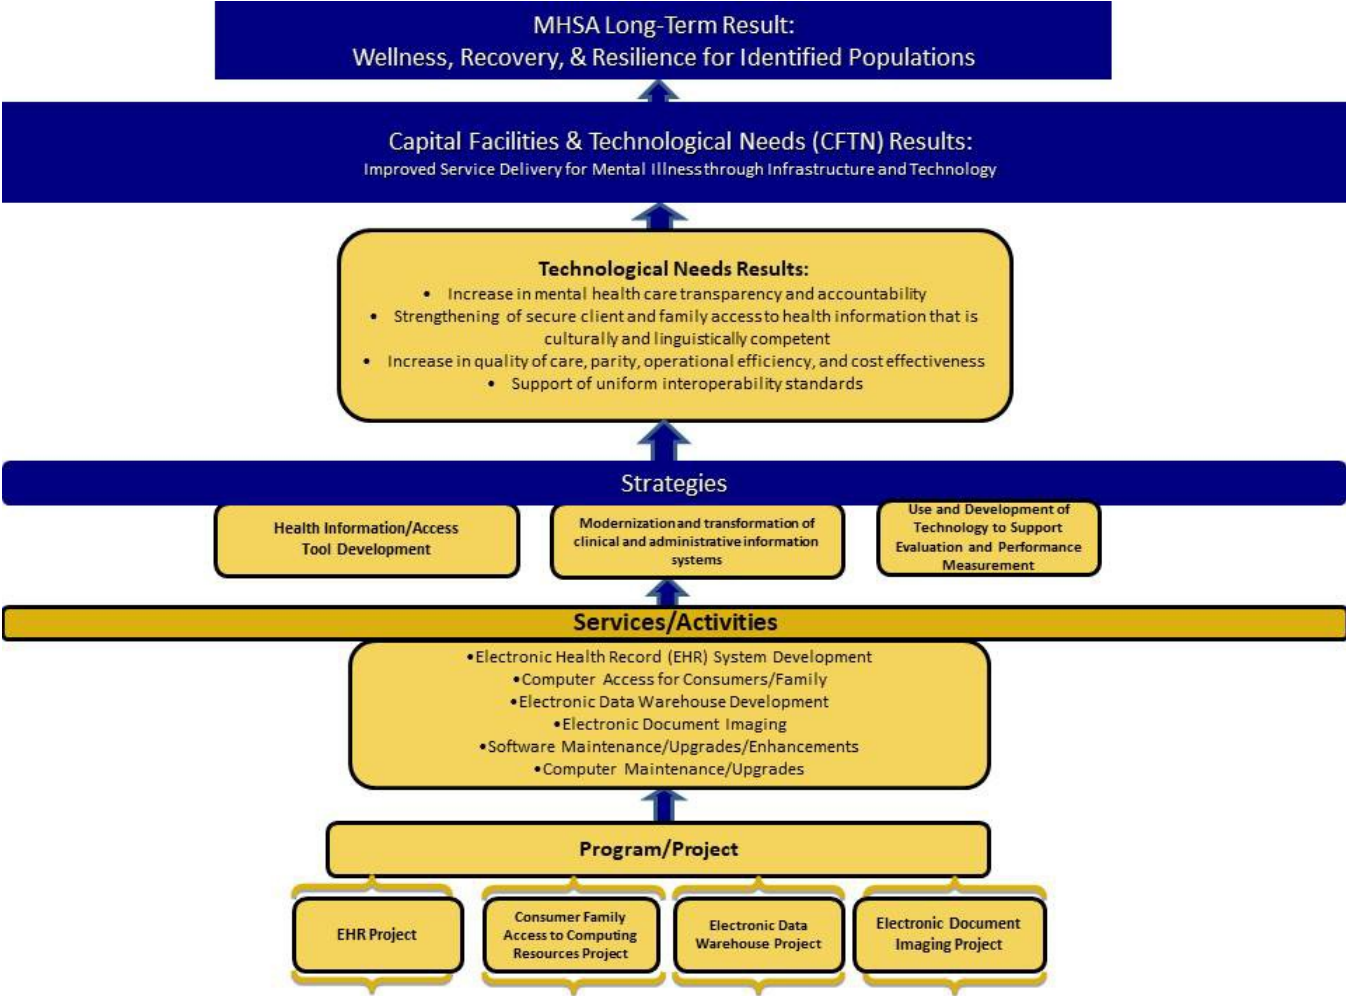 MHSA Long-Term Result:
Wellness, Recovery, & Resilience for Identified Populations
Capital Facilities & Technological Needs (CFTN) Results:
Improved Service Delivery for Mental Illness through Infrastructure and Technology
Technological Needs Results:
• Increase in mental health care transparency and accountability
• Strengthening of secure client and family access to health information that is
culturally and linguistically competent
• Increase in quality of care, parity, operational efficiency, and cost effectiveness
• Support of uniform interoperability standards
Strategies
Health Information/Access
Tool Development
Modernization and transformation of
clinical and administrative information
systems
Use and Development of
Technology to Support
Evaluation and Performance
Measurement
Services/Activities
•Electronic Health Record (EHR) System Development
•Computer Access for Consumers/Family
•Electronic Data Warehouse Development
•Electronic Document Imaging
•Software Maintenance/Upgrades/Enhancements
•Computer Maintenance/Upgrades
Program/Project
EHR Project
Consumer Family
Access to Computing
Resources Project
Electronic Data
Warehouse Project
Electronic Document
Imaging Project